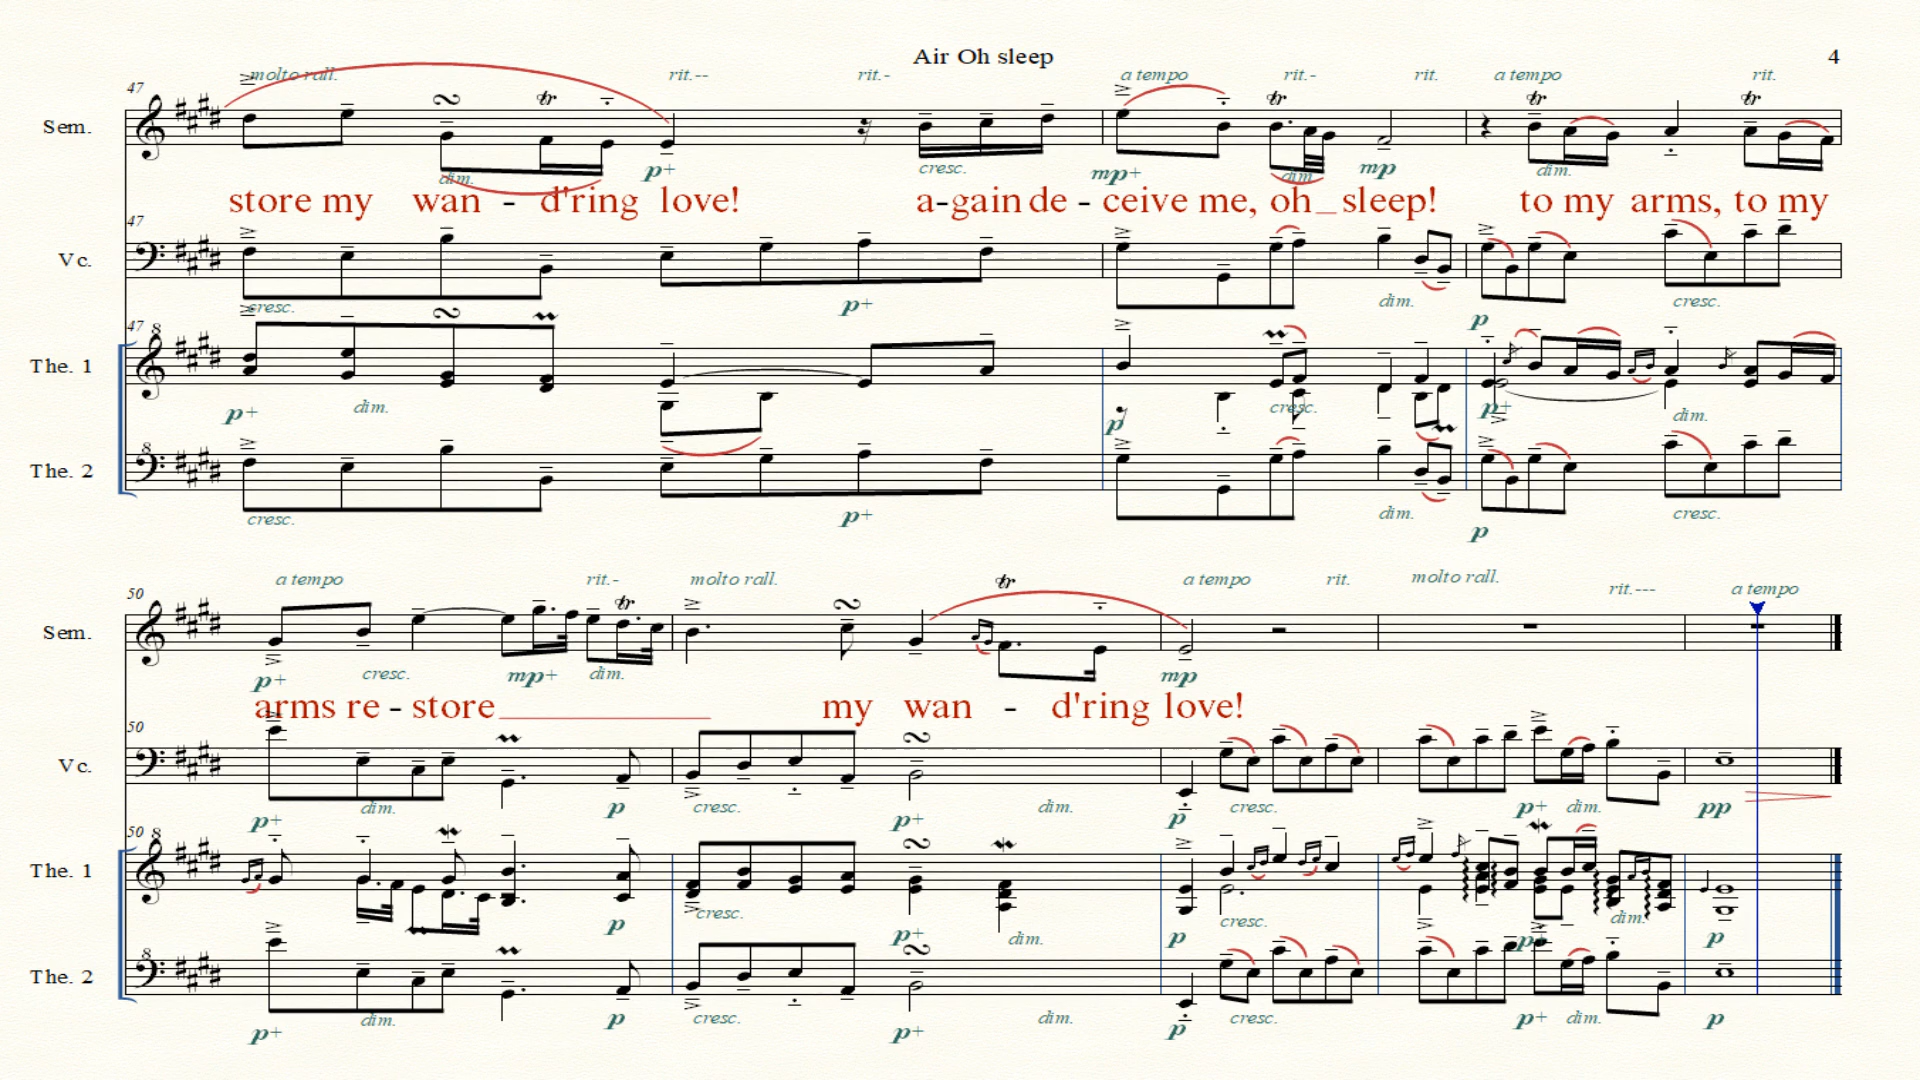 Air Oh sleep
4
molto rall. rit.-- rit.- a tempo rit.- rit. a tempo rit.
47
Sem.
dim. p+ cresc. mp+ dim. mp dim.
store my wan - d'ring love! a-gain de - ceive me, oh_sleep! to my arms, to my
47
Vc.
cresc. p+ dim. p cresc.
47
The. 1
p+ dim. p cresc. p+ dim.
The. 2
cresc. p+ dim. p cresc.
a tempo rit.- molto rall. a tempo rit. molto rall. rit.--- a tempo
50
Sem.
p+ cresc. mp+ dim. mp
arms re - store my wan - d'ring love!
50
Vc.
p+ dim. p cresc. p+ dim. p cresc. p+ dim. pp
50
The. 1
p cresc. p+ dim. p cresc. dim. p
The. 2
p+ dim. p cresc. p+ dim. p cresc. p+ dim. p